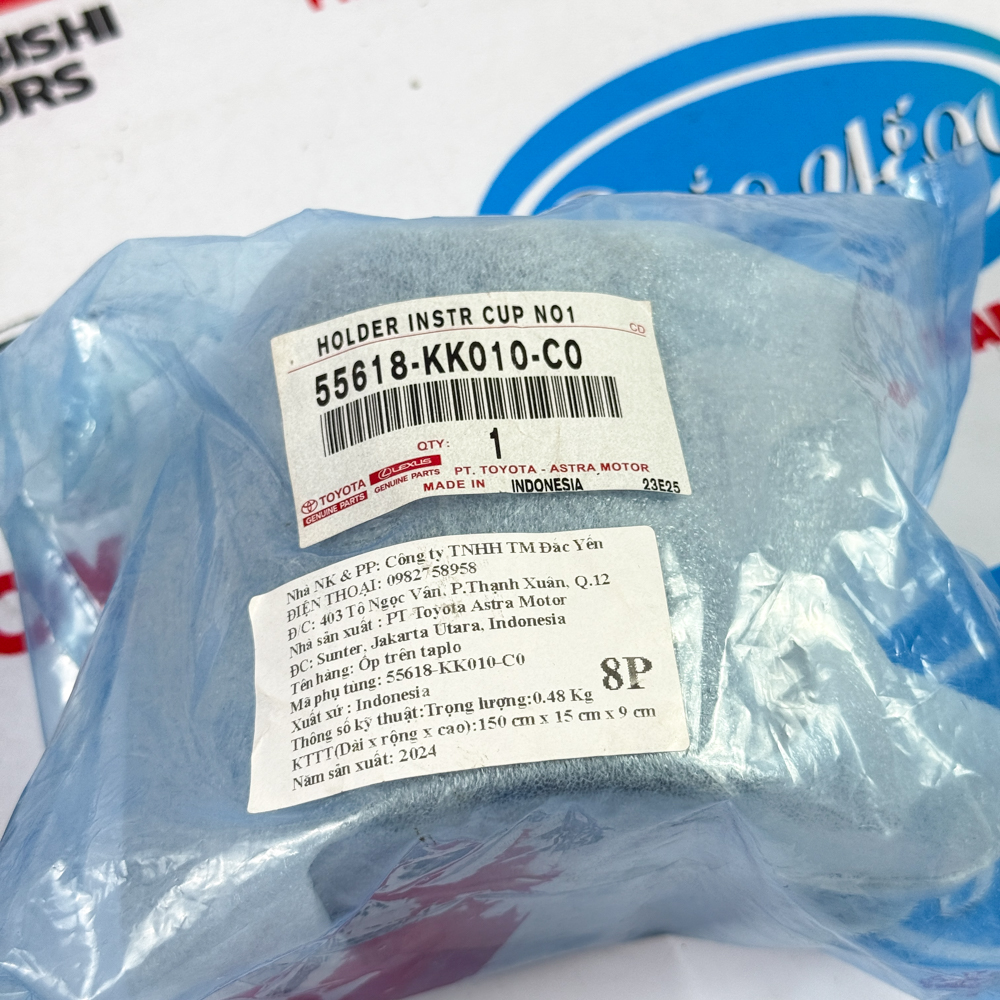 HOLDER INSTR CUP NO1
CD
55618-KK010-C0
QTY: 1
TOYOTA
GENUINE PARTS
LEXUS
GENUINE PARTS
PT. TOYOTA - ASTRA MOTOR
MADE IN INDONESIA 23E25
Nhà NK & PP: Công ty TNHH TM Đắc Yến
ĐIỆN THOẠI: 0982758958
Đ/C: 403 Tô Ngọc Vân, P.Thạnh Xuân, Q.12
Nhà sản xuất : PT Toyota Astra Motor
ĐC: Sunter, Jakarta Utara, Indonesia
Tên hàng: Ốp trên taplo
Mã phụ tùng: 55618-KK010-C0
Xuất xứ : Indonesia
8P
Thông số kỹ thuật:Trọng lượng:0.48 Kg
KTTT(Dài x rộng x cao):150 cm x 15 cm x 9 cm
Năm sản xuất: 2024